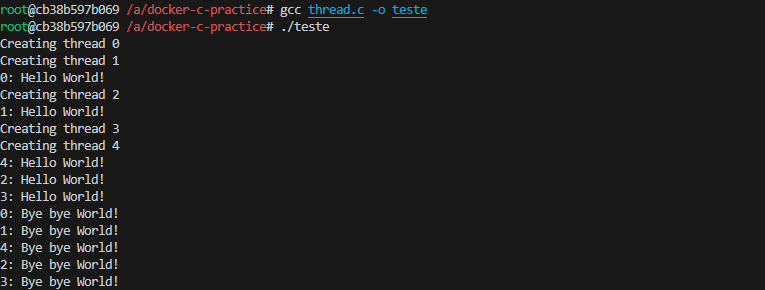 root@cb38b597b069 /a/docker-c-practice# gcc thread.c -o teste
root@cb38b597b069 /a/docker-c-practice# ./teste
Creating thread 0
Creating thread 1
0: Hello World!
Creating thread 2
1: Hello World!
Creating thread 3
Creating thread 4
4: Hello World!
2: Hello World!
3: Hello World!
0: Bye bye World!
1: Bye bye World!
4: Bye bye World!
2: Bye bye World!
3: Bye bye World!